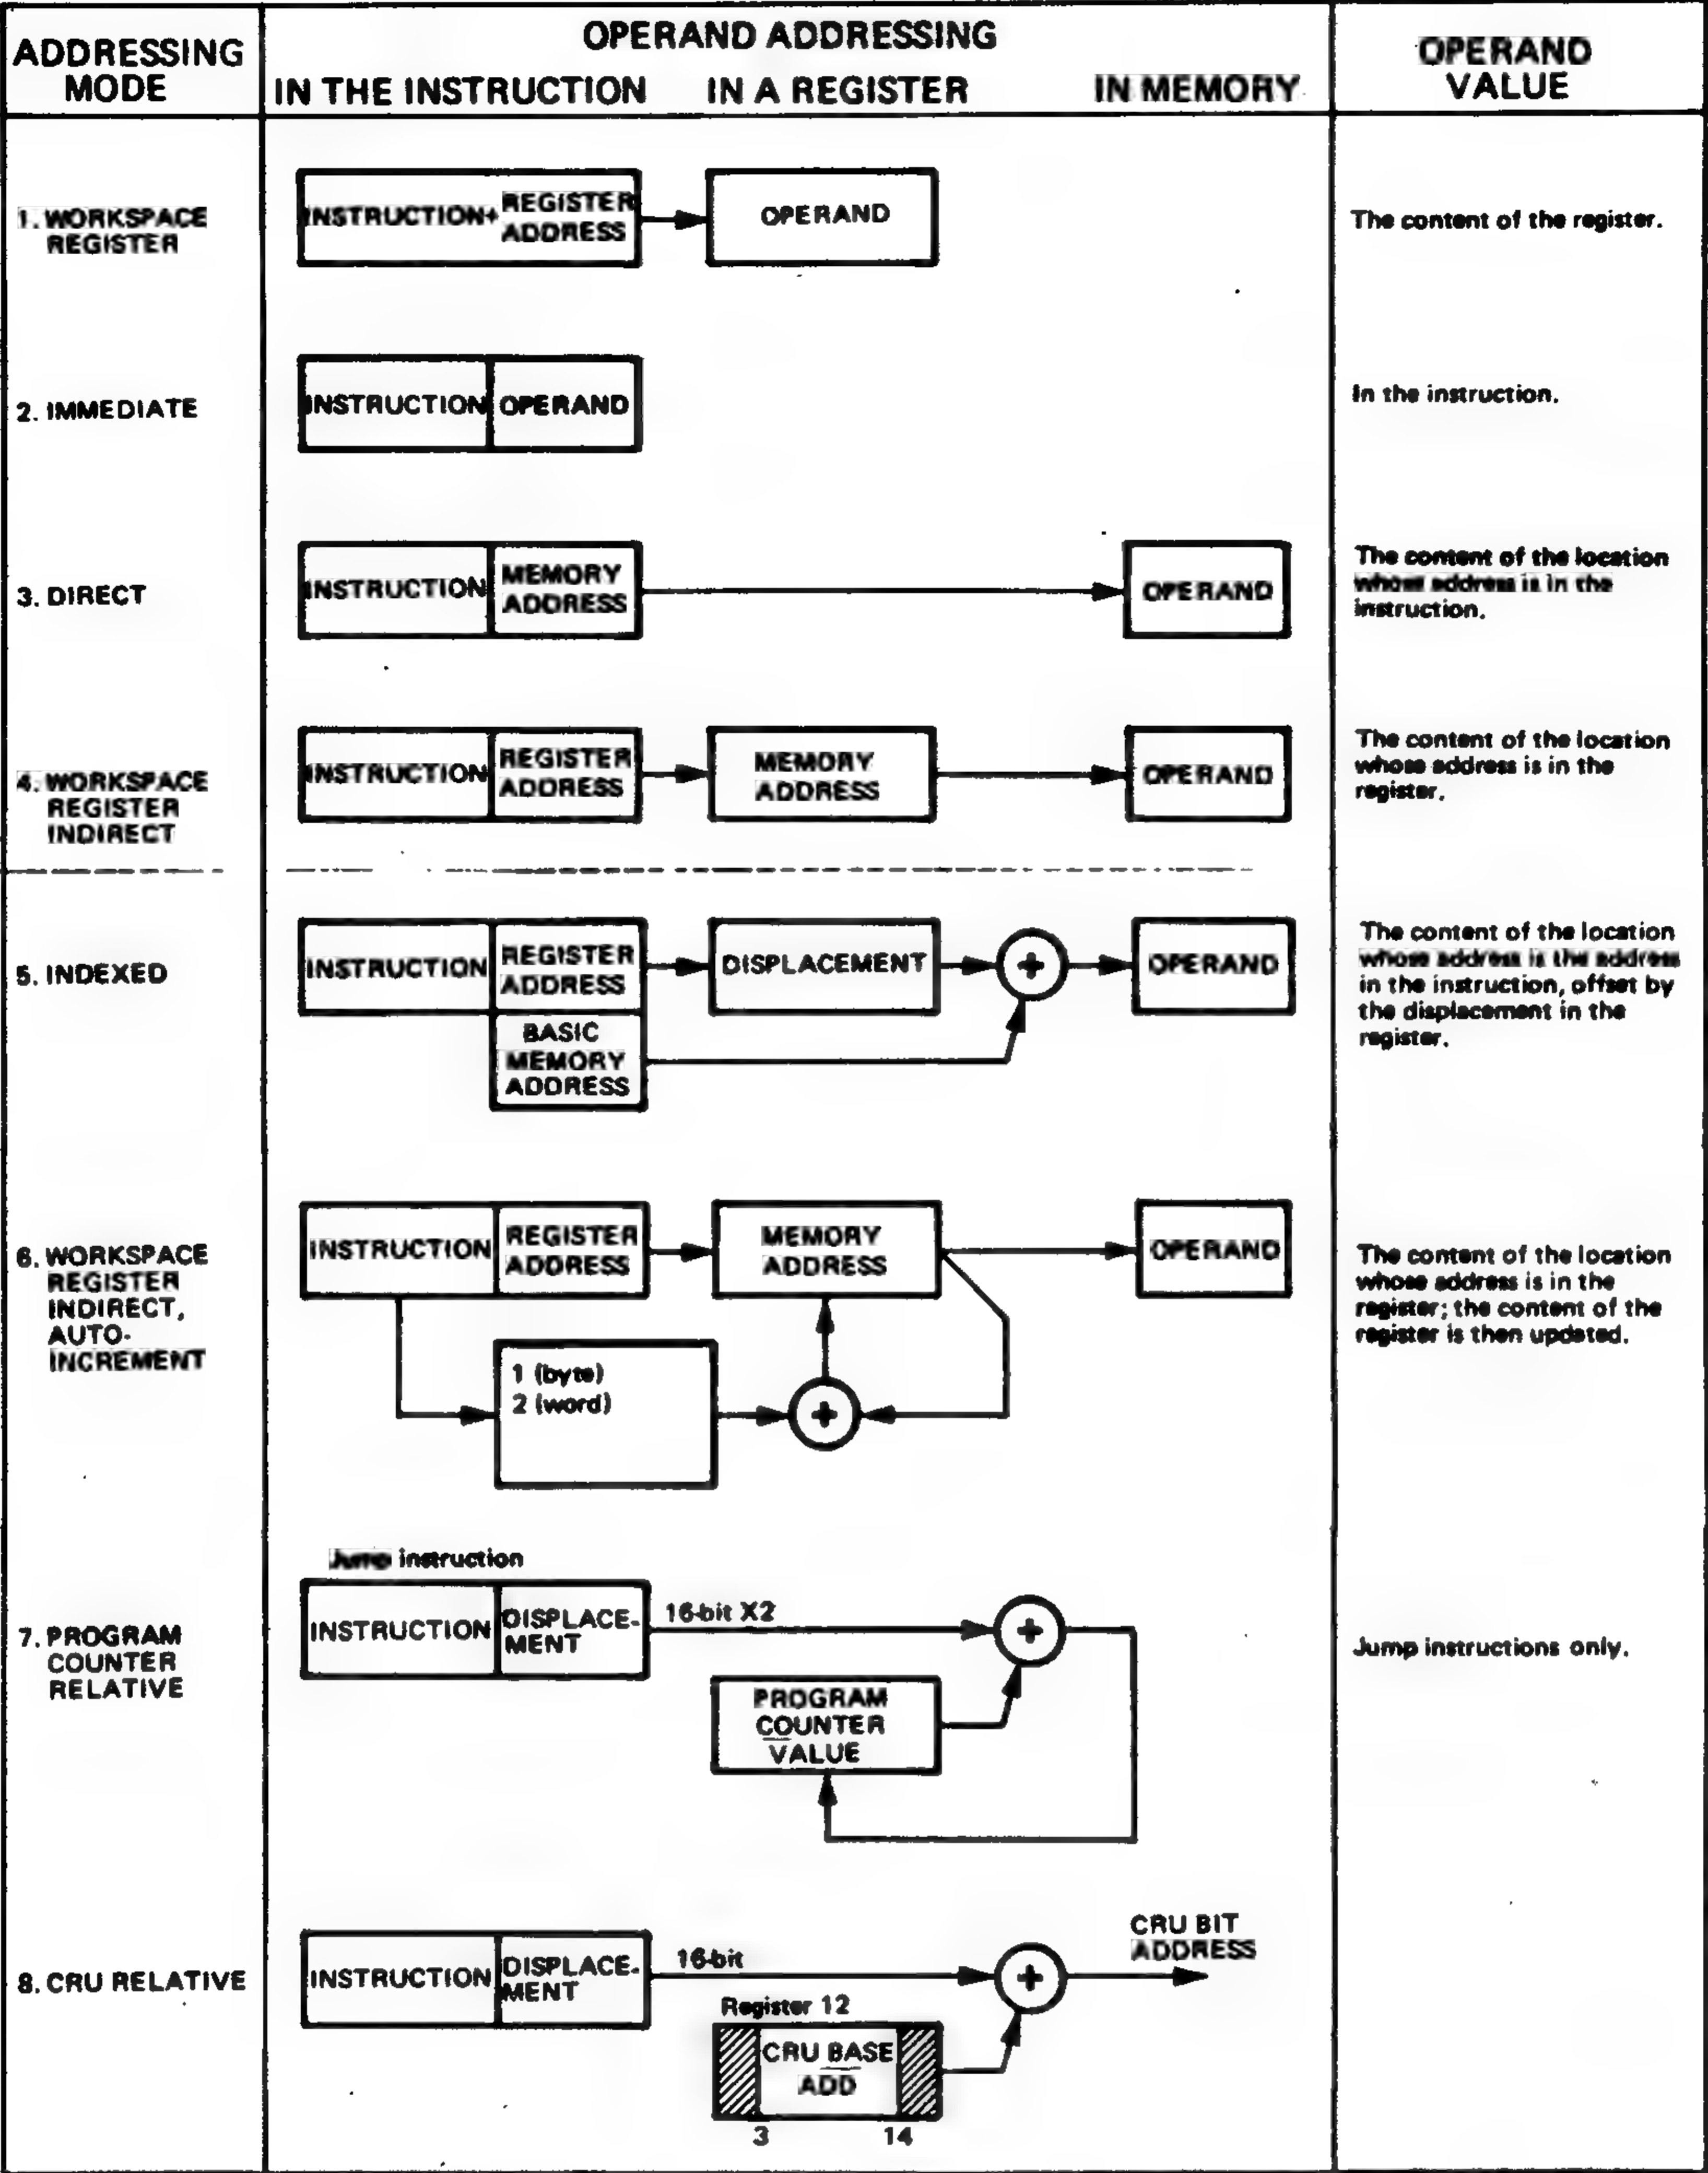 ADDRESSING
MODE
OPERAND ADDRESSING
IN THE INSTRUCTION IN A REGISTER IN MEMORY
OPERAND
VALUE
1. WORKSPACE
REGISTER
INSTRUCTION+
REGISTER
ADDRESS
OPERAND
The content of the register.
2. IMMEDIATE
INSTRUCTION OPERAND
In the instruction.
3. DIRECT
INSTRUCTION
MEMORY
ADDRESS
OPERAND
The content of the location
whose address is in the
instruction.
4. WORKSPACE
REGISTER
INDIRECT
INSTRUCTION
REGISTER
ADDRESS
MEMORY
ADDRESS
OPERAND
The content of the location
whose address is in the
register.
5. INDEXED
INSTRUCTION
REGISTER
ADDRESS
BASIC
MEMORY
ADDRESS
DISPLACEMENT
+
OPERAND
The content of the location
whose address is the address
in the instruction, offset by
the displacement in the
register.
6. WORKSPACE
REGISTER
INDIRECT,
AUTO-
INCREMENT
INSTRUCTION
REGISTER
ADDRESS
MEMORY
ADDRESS
OPERAND
1 (byte)
2 (word)
+
The content of the location
whose address is in the
register; the content of the
register is then updated.
7. PROGRAM
COUNTER
RELATIVE
Jump instruction
INSTRUCTION
DISPLACE-
MENT
16-bit X2
+
PROGRAM
COUNTER
VALUE
Jump instructions only.
8. CRU RELATIVE
INSTRUCTION
DISPLACE-
MENT
16-bit
+
CRU BIT
ADDRESS
Register 12
CRU BASE
ADD
3 14